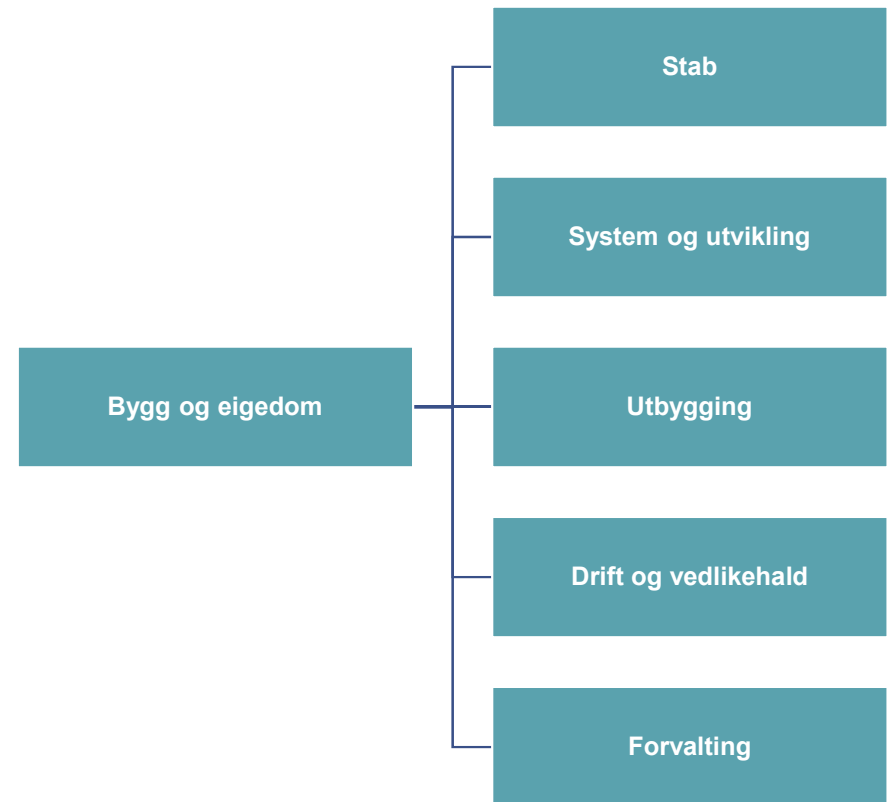 Stab
System og utvikling
Bygg og eigedom
Utbygging
Drift og vedlikehald
Forvalting